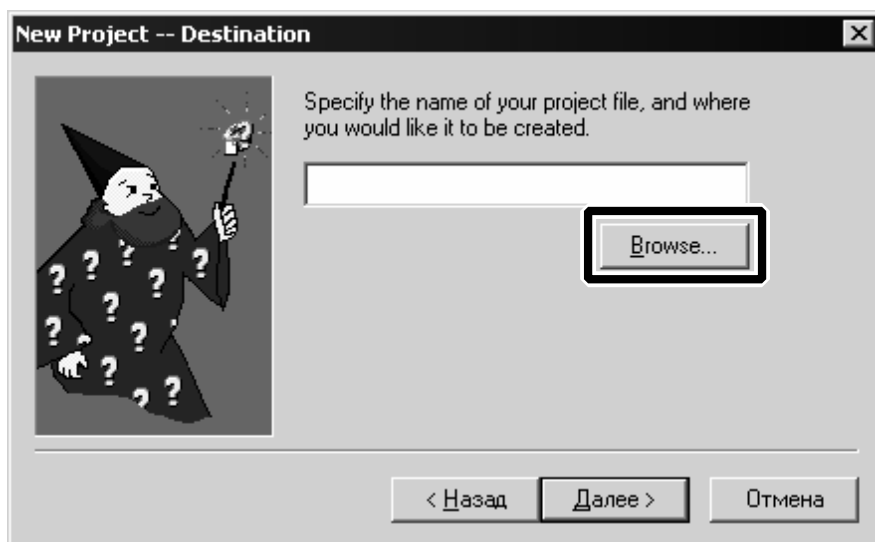 New Project -- Destination
Specify the name of your project file, and where
you would like it to be created.
Browse...
< Назад
Далее >
Отмена